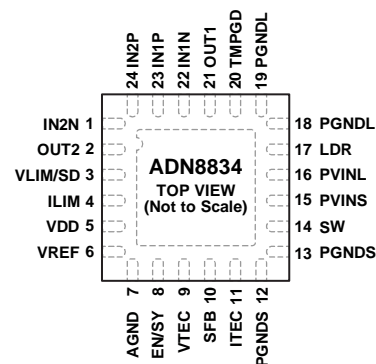 24 IN2P
23 IN1P
22 IN1N
21 OUT1
20 TMPGD
19 PGNDL
IN2N 1
OUT2 2
VLIM/SD 3
ILIM 4
VDD 5
VREF 6
ADN8834
TOP VIEW
(Not to Scale)
18 PGNDL
17 LDR
16 PVINL
15 PVINS
14 SW
13 PGNDS
AGND 7
EN/SY 8
VTEC 9
SFB 10
ITEC 11
PGNDS 12